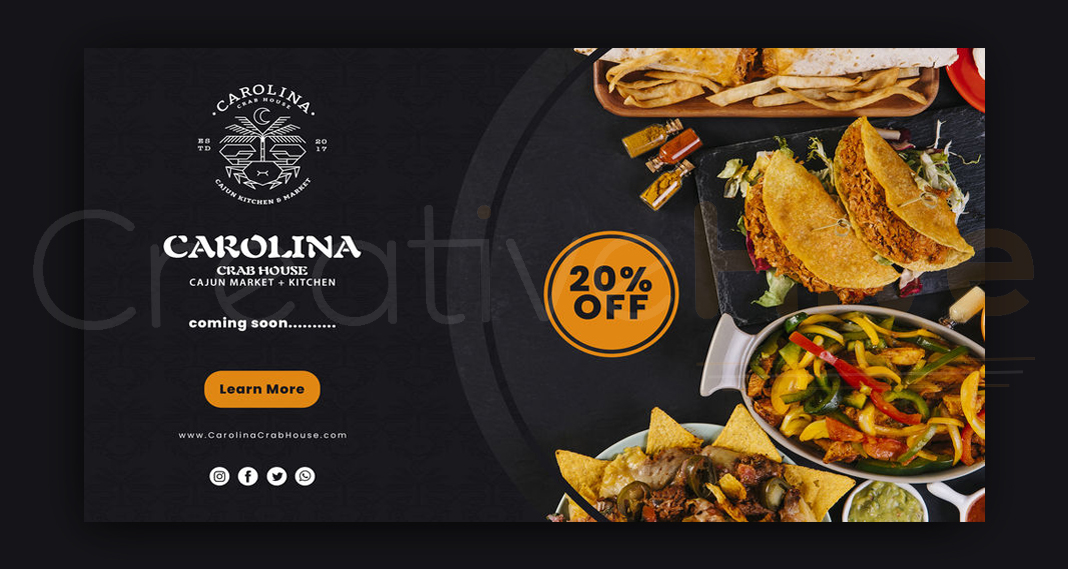 CAROLINA
CRAB HOUSE
ES
TD
20
17
CAJUN KITCHEN & MARKET
CAROLINA
CRAB HOUSE
CAJUN MARKET + KITCHEN
coming soon..........
Learn More
www.CarolinaCrabHouse.com
20%
OFF
CreativeHive